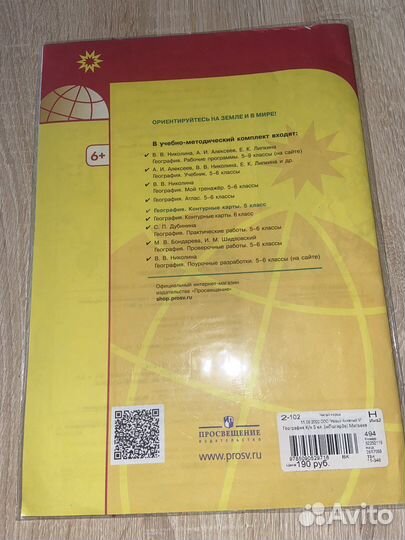 ОРИЕНТИРУЙТЕСЬ НА ЗЕМЛЕ И В МИРЕ!
В учебно-методический комплект входят:
В. В. Николина, А. И. Алексеев, Е. К. Липкина
География. Рабочие программы. 5–9 классы (на сайте)
А. И. Алексеев, В. В. Николина, Е. К. Липкина и др.
География. Учебник. 5–6 классы
В. В. Николина
География. Мой тренажёр. 5–6 классы
География. Атлас. 5–6 классы
География. Контурные карты. 5 класс
География. Контурные карты. 6 класс
С. П. Дубинина
География. Практические работы. 5–6 классы
М. В. Бондарева, И. М. Шидловский
География. Проверочные работы. 5–6 классы
В. В. Николина
География. Поурочные разработки. 5–6 классы (на сайте)
6+
Официальный интернет-магазин
издательства «Просвещение»
shop.prosv.ru
ПРОСВЕЩЕНИЕ
ИЗДАТЕЛЬСТВО
www.prosv.ru
2-102
Н
494
Цена 190 руб.
Avito